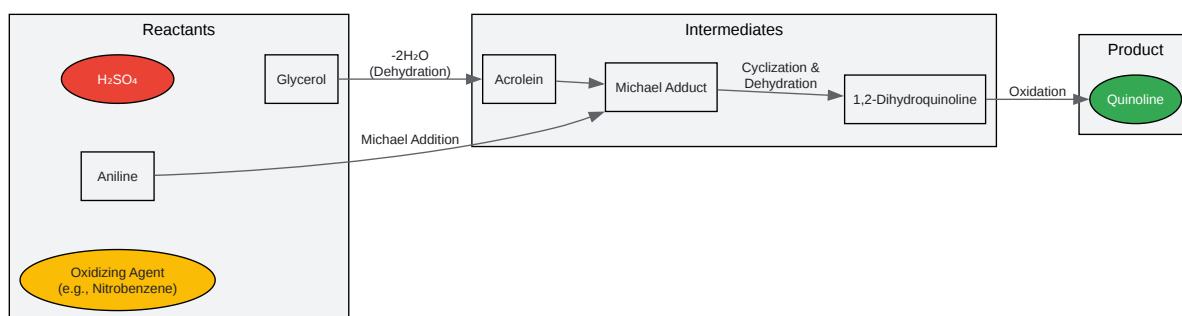 Reactants
H₂SO₄
Glycerol
Aniline
Oxidizing Agent
(e.g., Nitrobenzene)
-2H₂O
(Dehydration)
Michael Addition
Intermediates
Acrolein
Michael Adduct
Cyclization &
Dehydration
1,2-Dihydroquinoline
Oxidation
Product
Quinoline